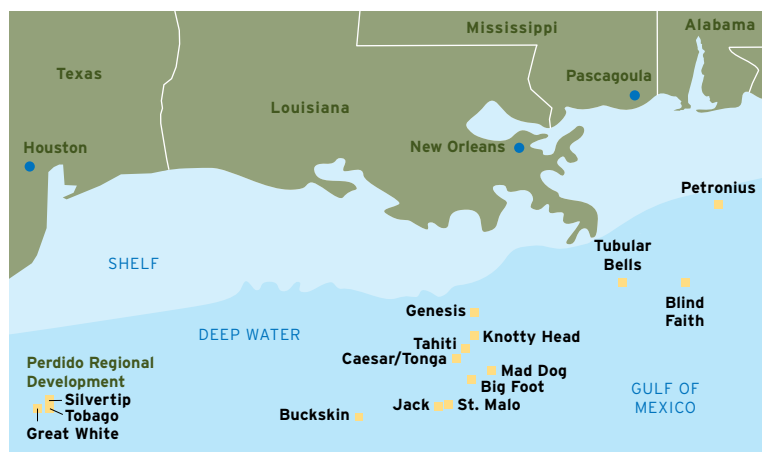 Mississippi
Alabama
Texas
Pascagoula
Louisiana
Houston
New Orleans
Petronius
SHELF
Tubular
Bells
Blind
Faith
Genesis
DEEP WATER
Knotty Head
Tahiti
Caesar/Tonga
Perdido Regional
Development
Mad Dog
Big Foot
GULF OF
MEXICO
Silvertip
Tobago
Great White
Buckskin
Jack
St. Malo